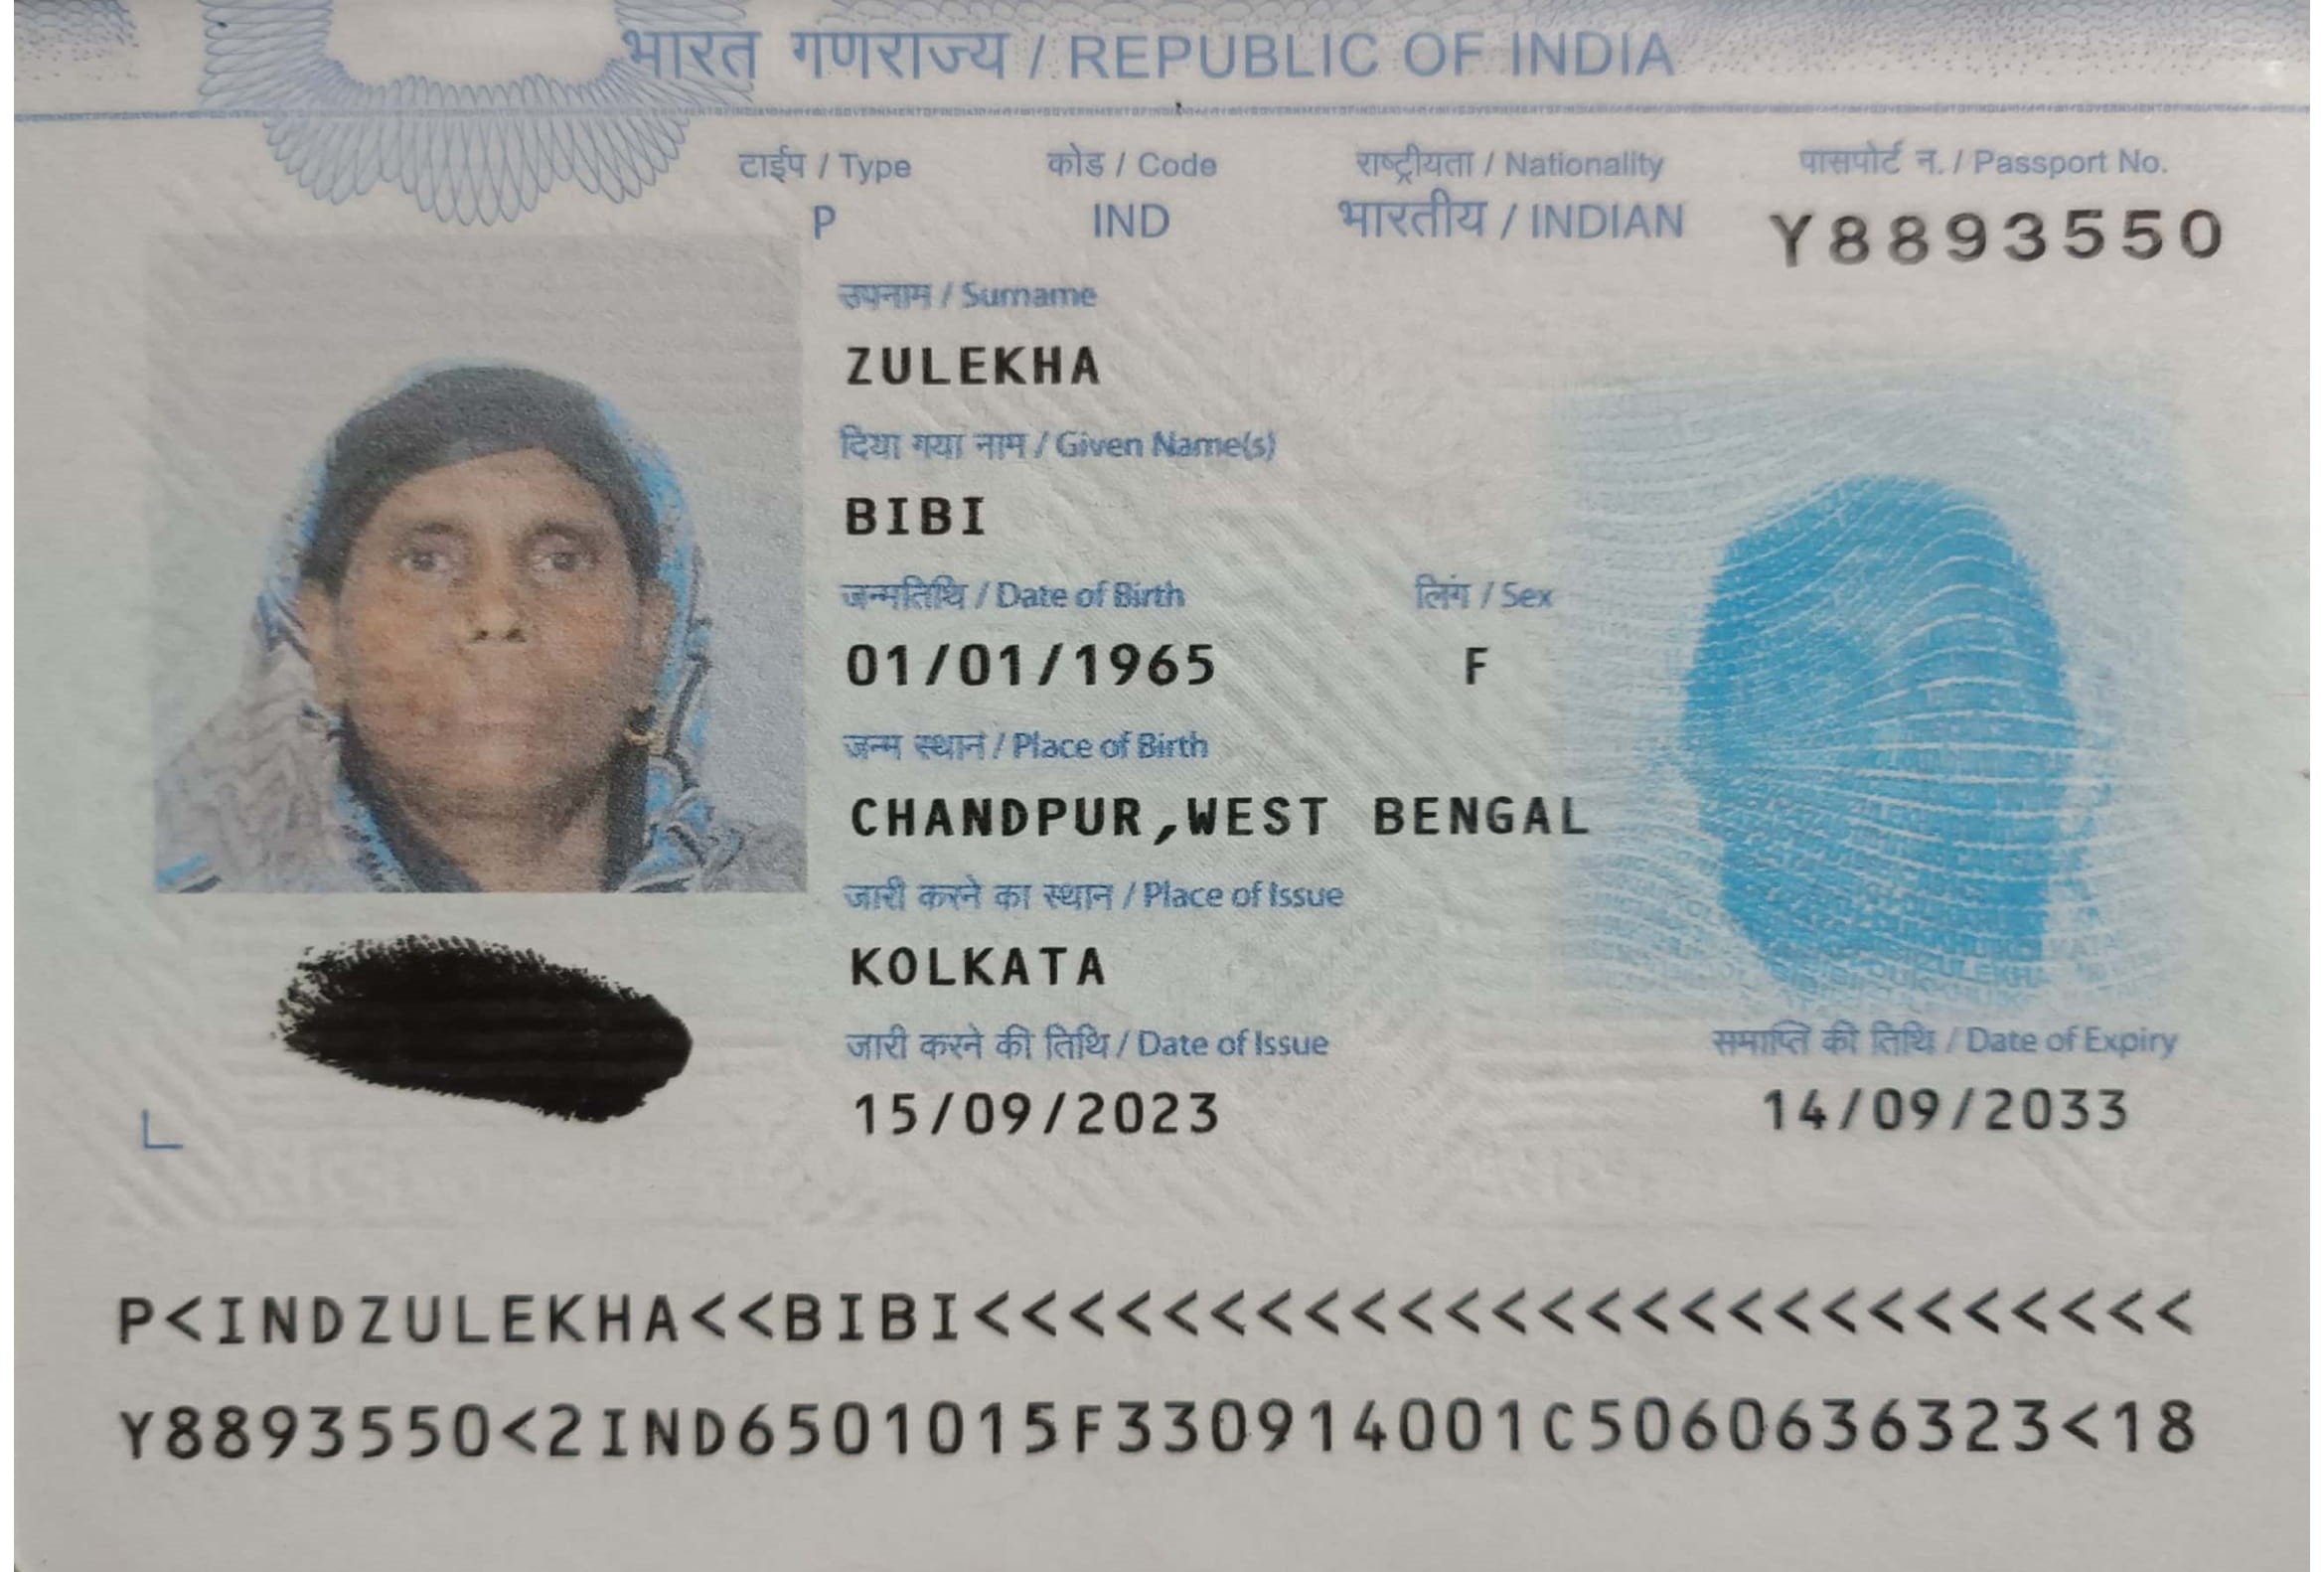 भारत गणराज्य / REPUBLIC OF INDIA
टाईप / Type
कोड / Code
राष्ट्रीयता / Nationality
पासपोर्ट न. / Passport No.
P
IND
भारतीय / INDIAN
Y8893550
उपनाम / Surname
ZULEKHA
दिया गया नाम / Given Name(s)
BIBI
जन्मतिथि / Date of Birth
लिंग / Sex
01/01/1965
F
जन्म स्थान / Place of Birth
CHANDPUR,WEST BENGAL
जारी करने का स्थान / Place of Issue
KOLKATA
जारी करने की तिथि / Date of Issue
समाप्ति की तिथि / Date of Expiry
15/09/2023
14/09/2033
P<INDZULEKHA<<BIBI<<<<<<<<<<<<<<<<<<<<<<<<<<
Y8893550<2IND6501015F330914001C5060636323<18